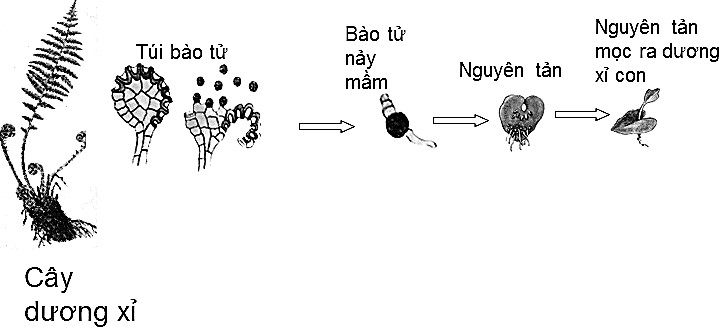 Túi bào tử
Bào tử
nảy
mầm
Nguyên tản
Nguyên tản
mọc ra dương
xỉ con
Cây
dương xỉ